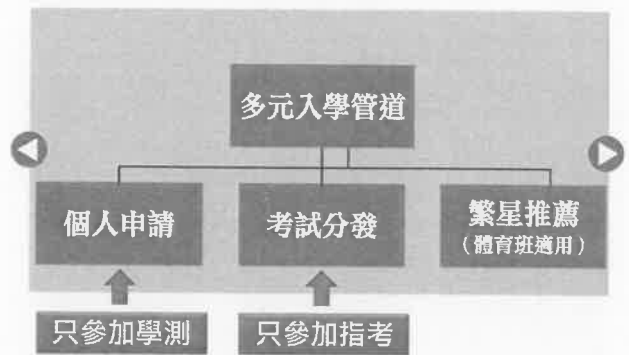 多元入學管道
個人申請
考試分發
繁星推薦
(體育班適用)
只參加學測
只參加指考